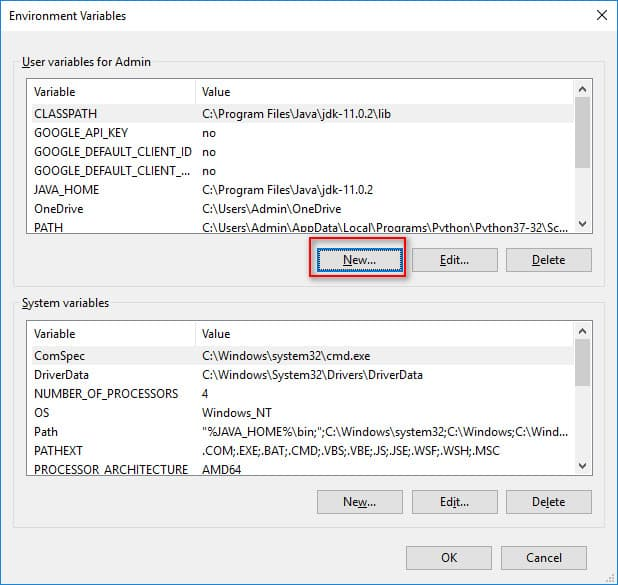 Environment Variables
User variables for Admin
Variable Value
CLASSPATH C:\Program Files\Java\jdk-11.0.2\lib
GOOGLE_API_KEY no
GOOGLE_DEFAULT_CLIENT_ID no
GOOGLE_DEFAULT_CLIENT_... no
JAVA_HOME C:\Program Files\Java\jdk-11.0.2
OneDrive C:\Users\Admin\OneDrive
PATH C:\Users\Admin\AppData\Local\Programs\Python\Python37-32\Sc...
New... Edit... Delete
System variables
Variable Value
ComSpec C:\Windows\system32\cmd.exe
DriverData C:\Windows\System32\Drivers\DriverData
NUMBER_OF_PROCESSORS 4
OS Windows_NT
Path "%JAVA_HOME%\bin;";C:\Windows\system32;C:\Windows;C:\Wind...
PATHEXT .COM;.EXE;.BAT;.CMD;.VBS;.VBE;.JS;.JSE;.WSF;.WSH;.MSC
PROCESSOR_ARCHITECTURE AMD64
New... Edit... Delete
OK Cancel